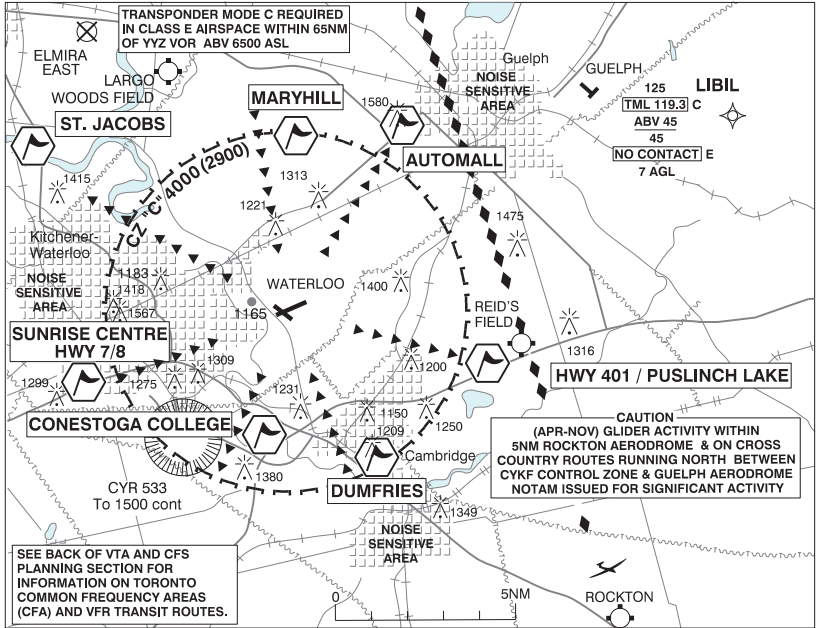 TRANSPONDER MODE C REQUIRED
IN CLASS E AIRSPACE WITHIN 65NM
OF YYZ VOR  ABV 6500 ASL
ELMIRA
EAST
LARGO
WOODS FIELD
MARYHILL
ST. JACOBS
1580
Guelph
NOISE
SENSITIVE
AREA
GUELPH
125
TML 119.3 C
ABV 45
45
NO CONTACT E
7 AGL
LIBIL
AUTOMALL
CZ "C" 4000 (2900)
1415
1313
1221
1475
Kitchener-
Waterloo
NOISE
SENSITIVE
AREA
1183
1418
1567
WATERLOO
1165
1400
REID'S
FIELD
1316
SUNRISE CENTRE
HWY 7/8
1299
1275
1309
1200
HWY 401 / PUSLINCH LAKE
1231
1150
1209
1250
CONESTOGA COLLEGE
Cambridge
CAUTION
(APR-NOV) GLIDER ACTIVITY WITHIN
5NM ROCKTON AERODROME & ON CROSS
COUNTRY ROUTES RUNNING NORTH BETWEEN
CYKF CONTROL ZONE & GUELPH AERODROME
NOTAM ISSUED FOR SIGNIFICANT ACTIVITY
CYR 533
To 1500 cont
1380
DUMFRIES
1349
NOISE
SENSITIVE
AREA
SEE BACK OF VTA AND CFS
PLANNING SECTION FOR
INFORMATION ON TORONTO
COMMON FREQUENCY AREAS
(CFA) AND VFR TRANSIT ROUTES.
0
5NM
ROCKTON